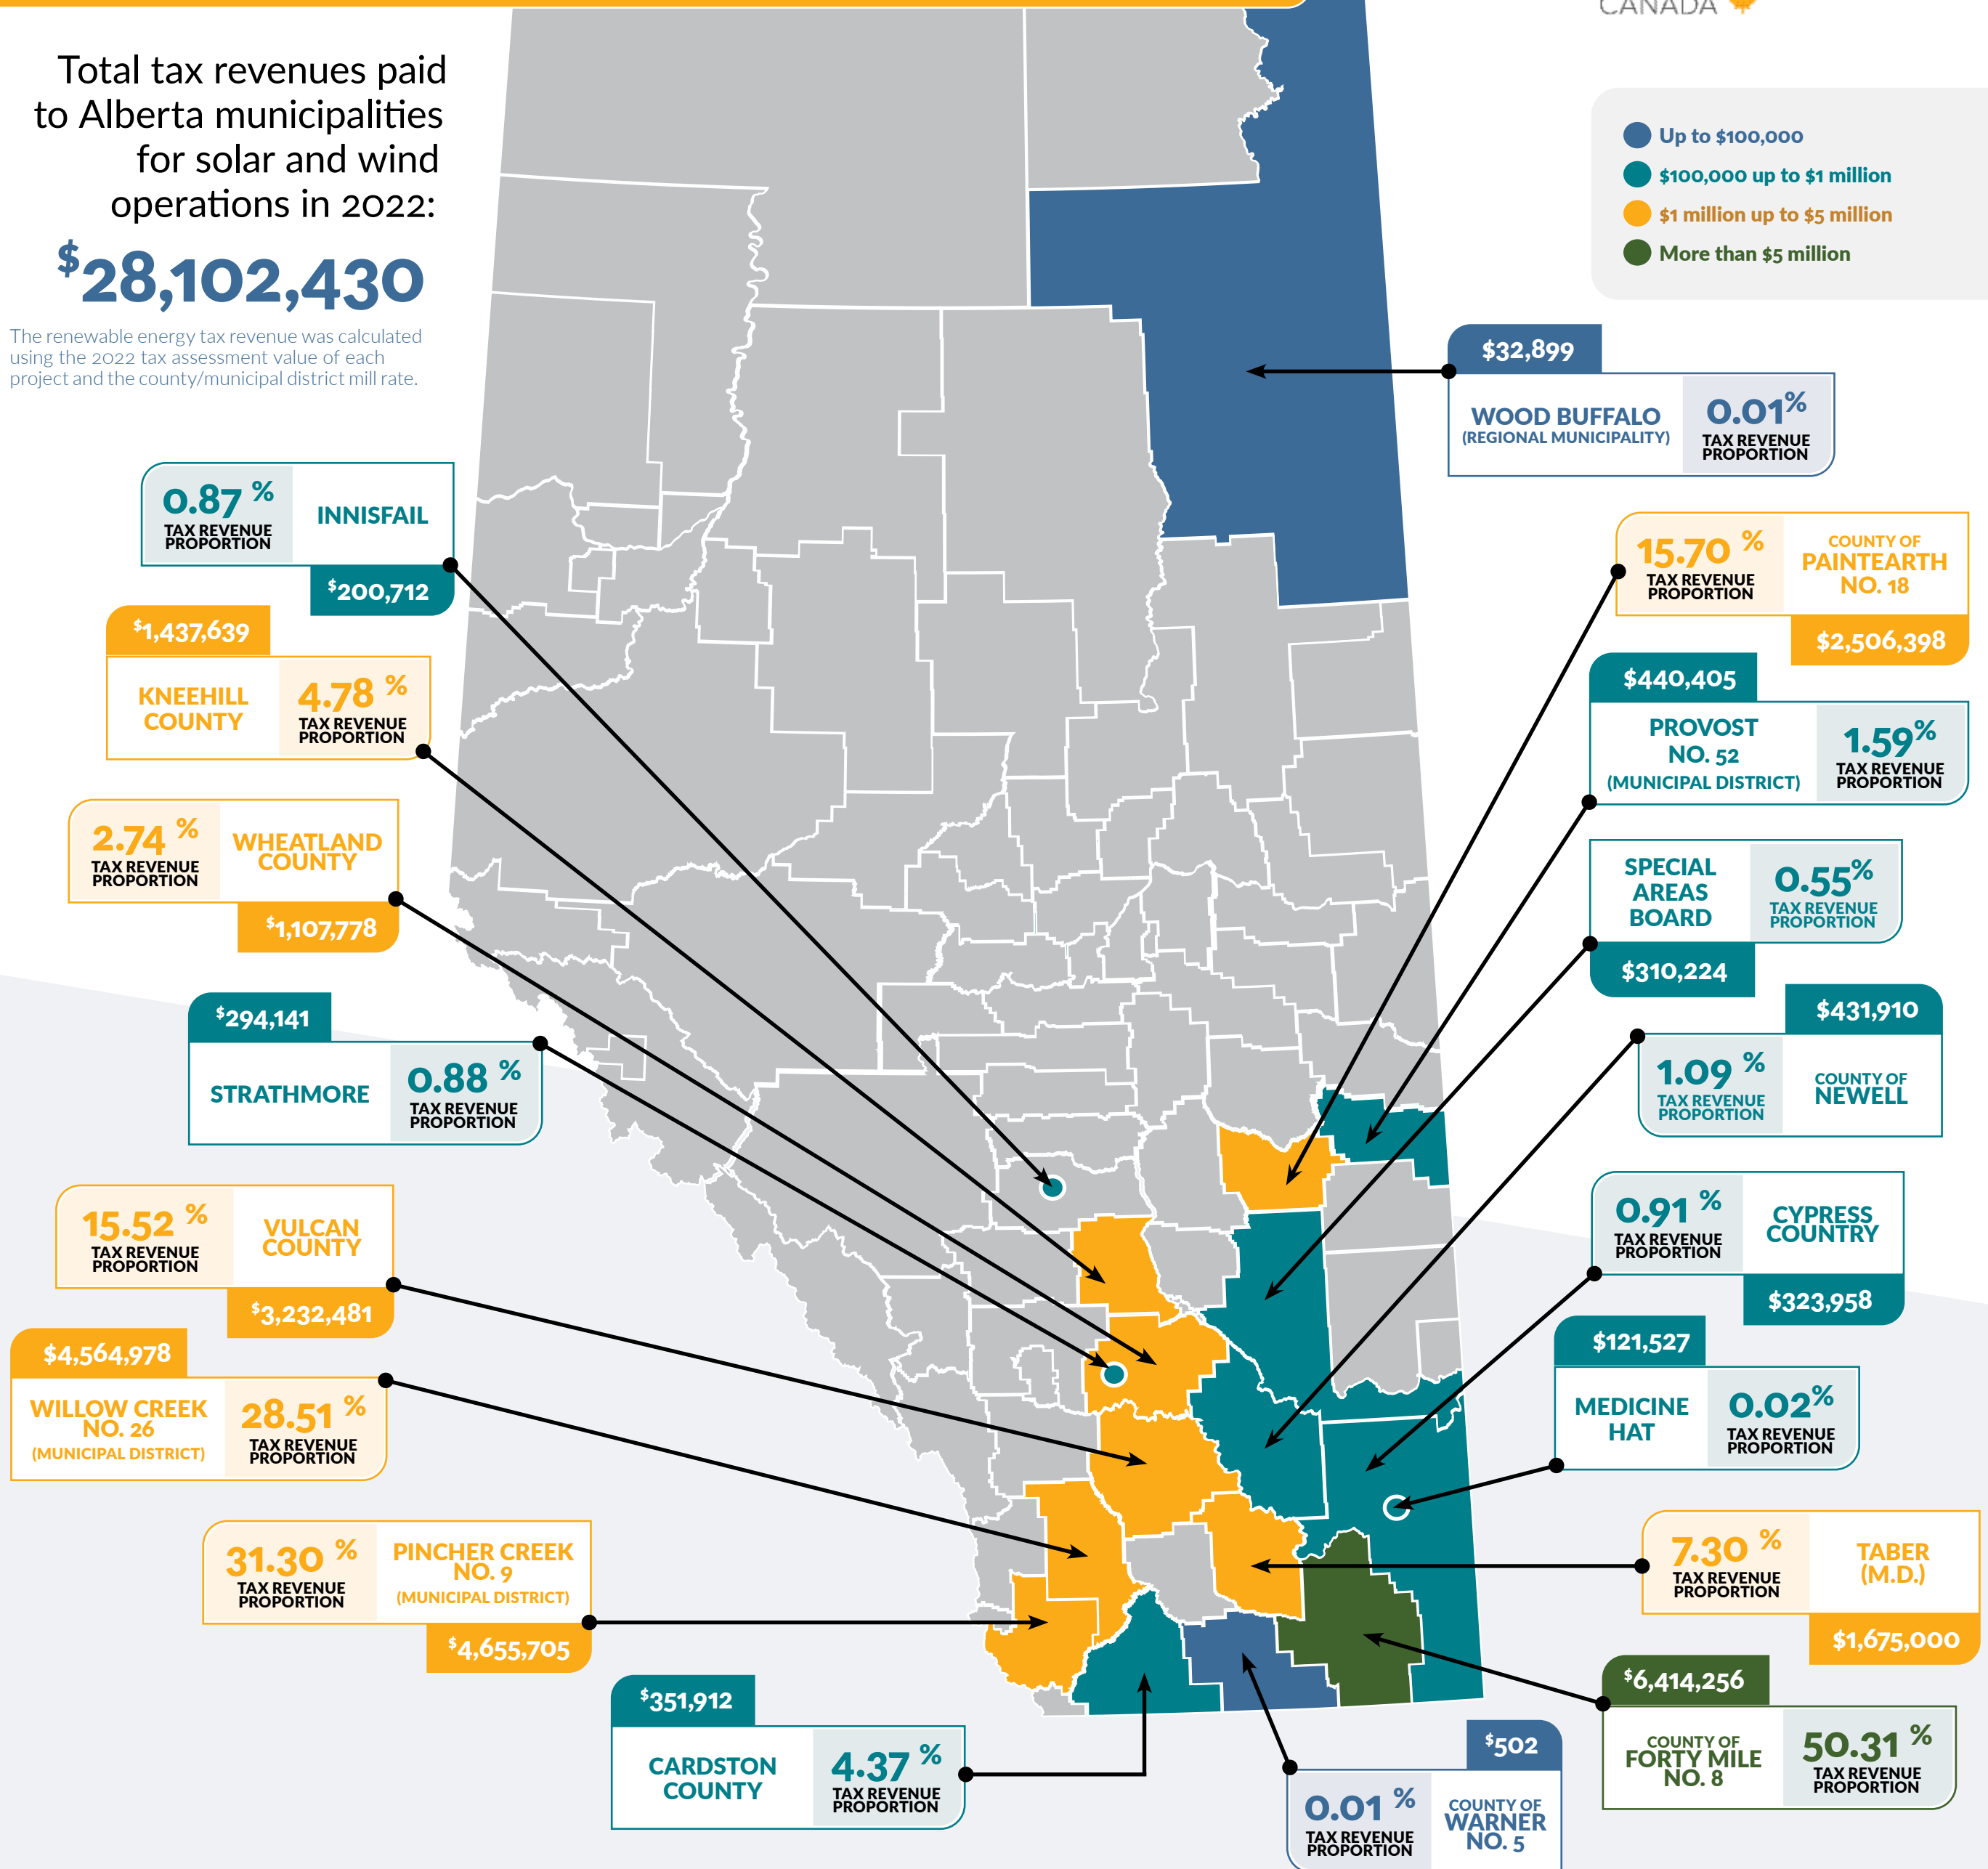 CANADA
Total tax revenues paid
to Alberta municipalities
for solar and wind
operations in 2022:
$28,102,430
The renewable energy tax revenue was calculated
using the 2022 tax assessment value of each
project and the county/municipal district mill rate.
Up to $100,000
$100,000 up to $1 million
$1 million up to $5 million
More than $5 million
$32,899
WOOD BUFFALO
(REGIONAL MUNICIPALITY)
0.01%
TAX REVENUE
PROPORTION
0.87 %
TAX REVENUE
PROPORTION
INNISFAIL
$200,712
$1,437,639
KNEEHILL
COUNTY
4.78 %
TAX REVENUE
PROPORTION
2.74 %
TAX REVENUE
PROPORTION
WHEATLAND
COUNTY
$1,107,778
$294,141
STRATHMORE
0.88 %
TAX REVENUE
PROPORTION
15.52 %
TAX REVENUE
PROPORTION
VULCAN
COUNTY
$3,232,481
$4,564,978
WILLOW CREEK
NO. 26
(MUNICIPAL DISTRICT)
28.51 %
TAX REVENUE
PROPORTION
31.30 %
TAX REVENUE
PROPORTION
PINCHER CREEK
NO. 9
(MUNICIPAL DISTRICT)
$4,655,705
$351,912
CARDSTON
COUNTY
4.37 %
TAX REVENUE
PROPORTION
15.70 %
TAX REVENUE
PROPORTION
COUNTY OF
PAINTEARTH
NO. 18
$2,506,398
$440,405
PROVOST
NO. 52
(MUNICIPAL DISTRICT)
1.59%
TAX REVENUE
PROPORTION
SPECIAL
AREAS
BOARD
0.55%
TAX REVENUE
PROPORTION
$310,224
$431,910
1.09 %
TAX REVENUE
PROPORTION
COUNTY OF
NEWELL
0.91 %
TAX REVENUE
PROPORTION
CYPRESS
COUNTRY
$323,958
$121,527
MEDICINE
HAT
0.02%
TAX REVENUE
PROPORTION
7.30 %
TAX REVENUE
PROPORTION
TABER
(M.D.)
$1,675,000
$6,414,256
COUNTY OF
FORTY MILE
NO. 8
50.31 %
TAX REVENUE
PROPORTION
$502
0.01 %
TAX REVENUE
PROPORTION
COUNTY OF
WARNER
NO. 5